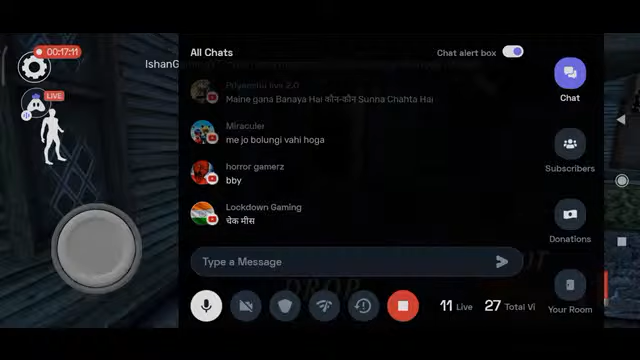 00:17:11
All Chats
Chat alert box
IshanG
LIVE
Priyanshu live 2.0
Maine gana Banaya Hai कौन-कौन Sunna Chahta Hai
Chat
Miraculer
me jo bolungi vahi hoga
Subscribers
horror gamerz
bby
Lockdown Gaming
चेक मीस
Donations
Type a Message
DROP
11 Live
27 Total Vi
Your Room